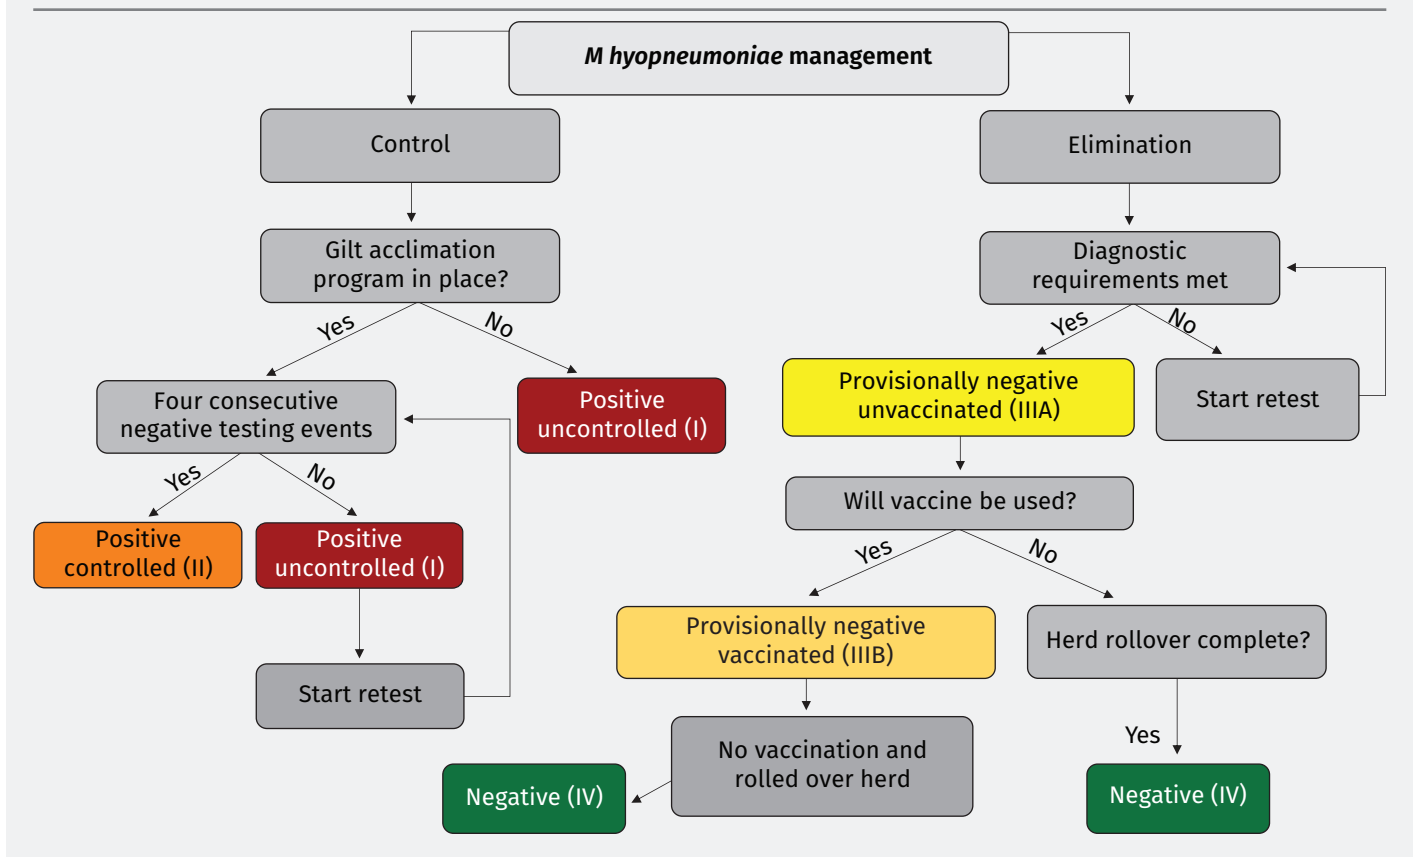 M hyopneumoniae management
Control
Elimination
Gilt acclimation
program in place?
Diagnostic
requirements met
Yes
No
Yes
No
Four consecutive
negative testing events
Positive
uncontrolled (I)
Provisionally negative
unvaccinated (IIIA)
Start retest
Yes
No
Will vaccine be used?
Positive
controlled (II)
Positive
uncontrolled (I)
Yes
No
Provisionally negative
vaccinated (IIIB)
Herd rollover complete?
Start retest
No vaccination and
rolled over herd
Yes
Negative (IV)
Negative (IV)